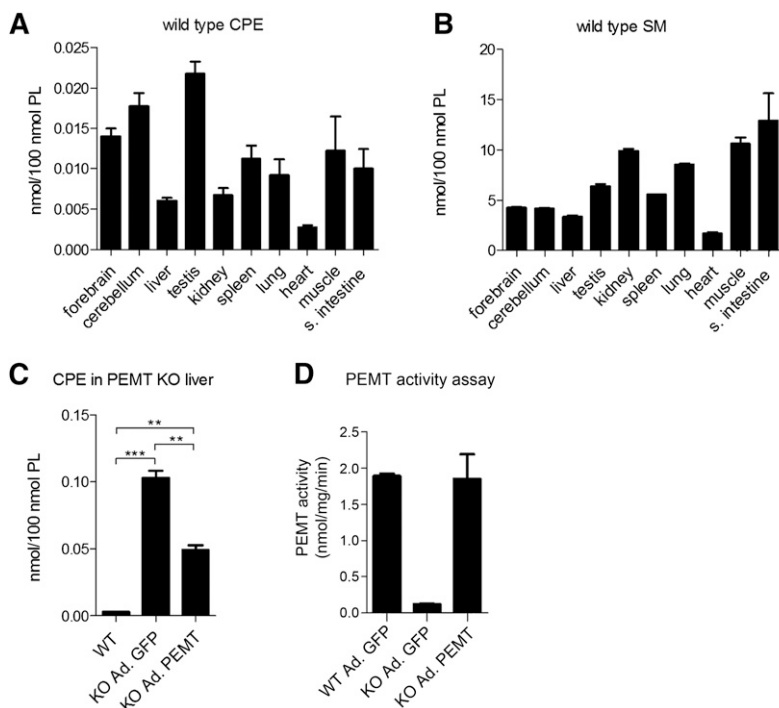 A
wild type CPE
nmol/100 nmol PL
0.025
0.020
0.015
0.010
0.005
0.000
forebrain
cerebellum
liver
testis
kidney
spleen
lung
heart
muscle
s. intestine
B
wild type SM
nmol/100 nmol PL
20
15
10
5
0
forebrain
cerebellum
liver
testis
kidney
spleen
lung
heart
muscle
s. intestine
C
CPE in PEMT KO liver
nmol/100 nmol PL
0.15
0.10
0.05
0.00
**
**
***
WT
KO Ad. GFP
KO Ad. PEMT
D
PEMT activity assay
PEMT activity
(nmol/mg/min)
2.5
2.0
1.5
1.0
0.5
0.0
WT Ad. GFP
KO Ad. GFP
KO Ad. PEMT